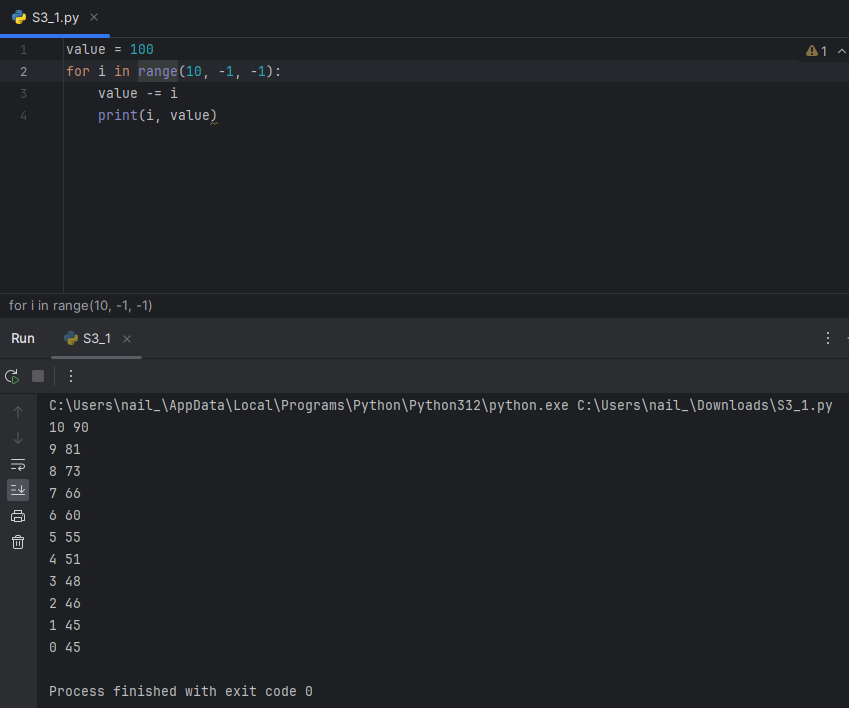 S3_1.py
1 value = 100
2 for i in range(10, -1, -1):
3     value -= i
4     print(i, value)
1
for i in range(10, -1, -1)
Run S3_1
C:\Users\nail_\AppData\Local\Programs\Python\Python312\python.exe C:\Users\nail_\Downloads\S3_1.py
10 90
9 81
8 73
7 66
6 60
5 55
4 51
3 48
2 46
1 45
0 45
Process finished with exit code 0